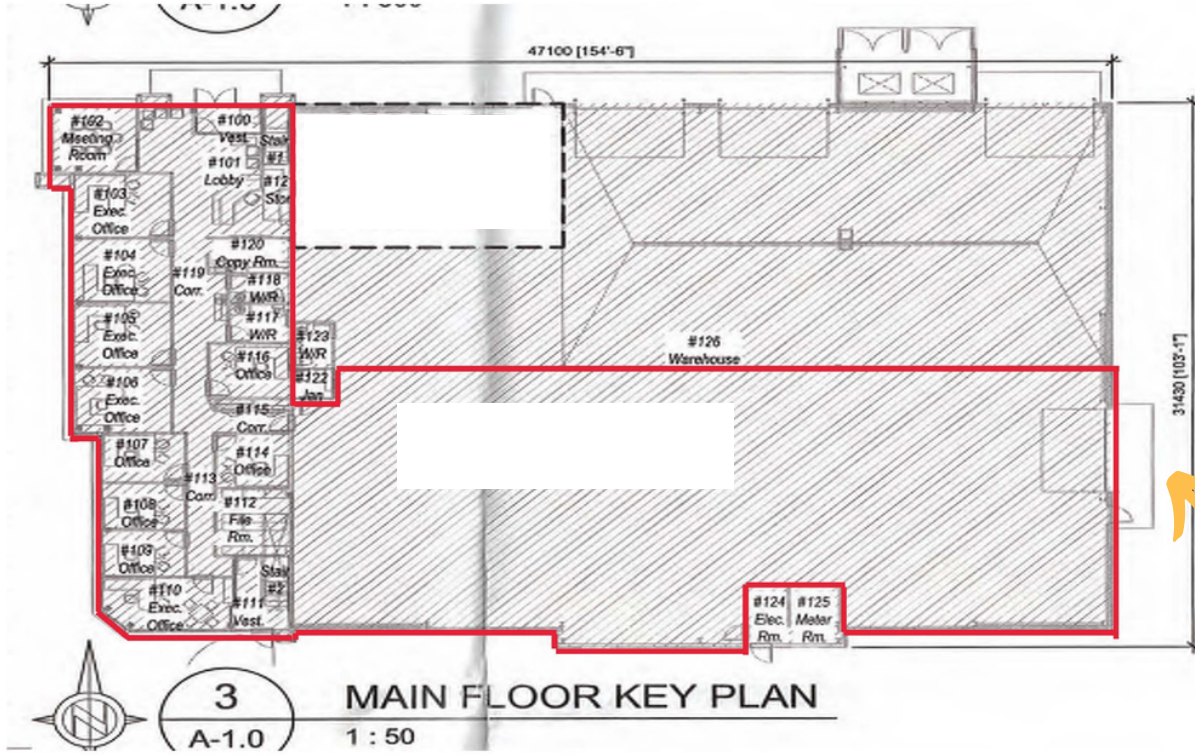 A-1.0
47100 [154'-6"]
#102
Meeting
Room
#100
Vest.
Stair
#1
#101
Lobby
#103
Exec.
Office
#120
Copy Rm.
#104
Exec.
Office
#119
Corr.
#118
W/R
#105
Exec.
Office
#117
W/R
#123
W/R
#116
Office
#126
Warehouse
#122
Jan
#106
Exec.
Office
#115
Corr.
31430 [103'-1"]
#107
Office
#114
Office
#113
Corr.
#108
Office
#112
File
Rm.
#109
Office
Stair
#2
#110
Exec.
Office
#111
Vest.
#124
Elec.
Rm.
#125
Meter
Rm.
N
3
A-1.0
MAIN FLOOR KEY PLAN
1 : 50